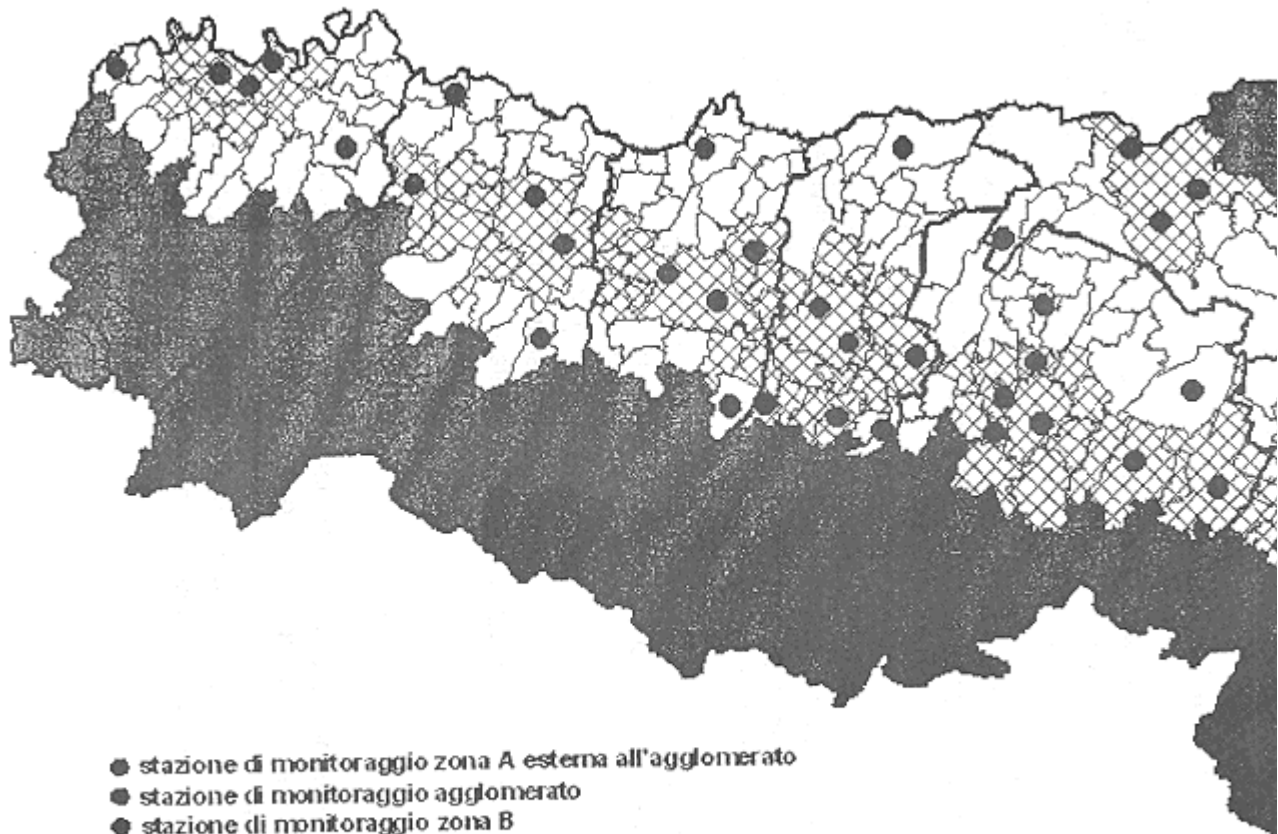 stazione di monitoraggio zona A esterna all'agglomerato
stazione di monitoraggio agglomerato
stazione di monitoraggio zona B